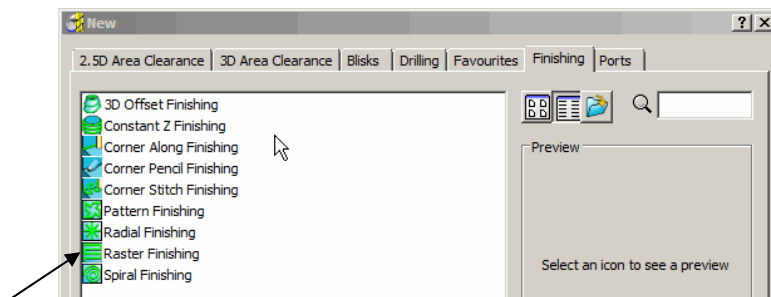 New
2.5D Area Clearance 3D Area Clearance Blisks Drilling Favourites Finishing Ports
3D Offset Finishing
Constant Z Finishing
Corner Along Finishing
Corner Pencil Finishing
Corner Stitch Finishing
Pattern Finishing
Radial Finishing
Raster Finishing
Spiral Finishing
Preview
Select an icon to see a preview